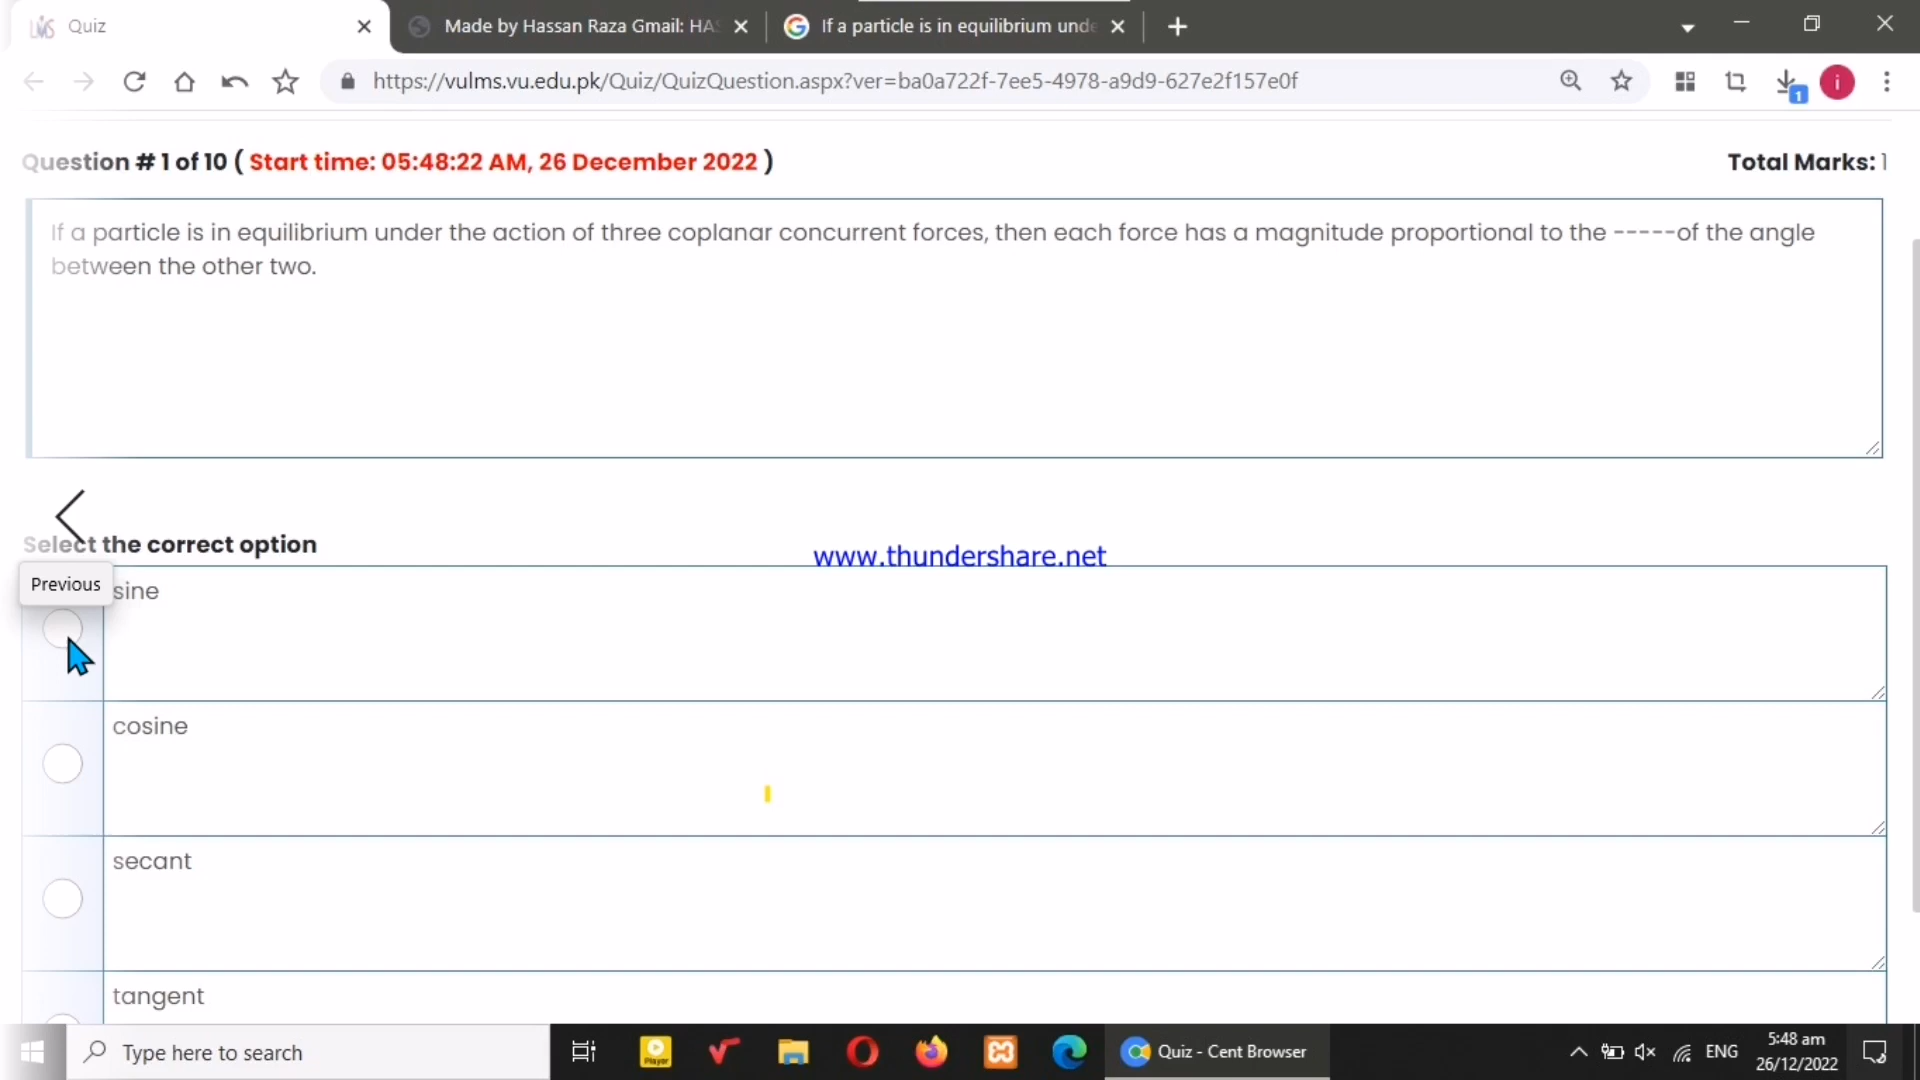 Quiz
Made by Hassan Raza Gmail: HAS
If a particle is in equilibrium unde
https://vulms.vu.edu.pk/Quiz/QuizQuestion.aspx?ver=ba0a722f-7ee5-4978-a9d9-627e2f157e0f
1
i
Question # 1 of 10 ( Start time: 05:48:22 AM, 26 December 2022 )
Total Marks: 1
If a particle is in equilibrium under the action of three coplanar concurrent forces, then each force has a magnitude proportional to the -----of the angle
between the other two.
Select the correct option
www.thundershare.net
Previous
sine
cosine
secant
tangent
Type here to search
Player
Quiz - Cent Browser
ENG
5:48 am
26/12/2022